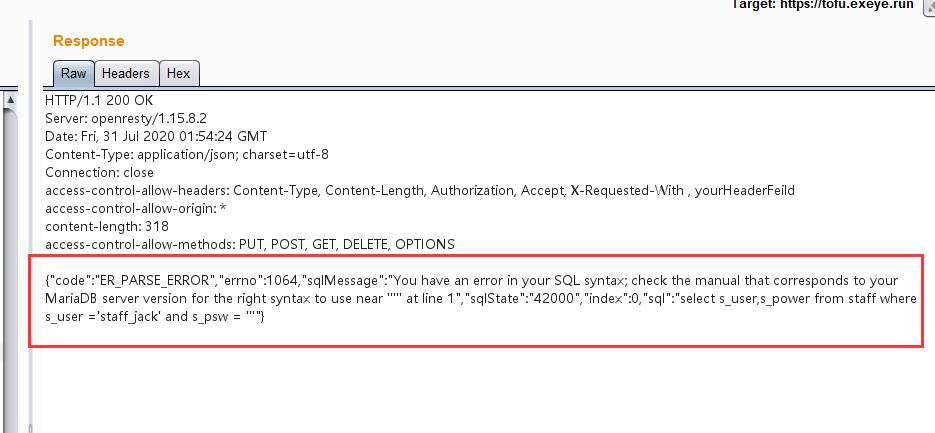 Target: https://tofu.exeye.run
Response
Raw Headers Hex
HTTP/1.1 200 OK
Server: openresty/1.15.8.2
Date: Fri, 31 Jul 2020 01:54:24 GMT
Content-Type: application/json; charset=utf-8
Connection: close
access-control-allow-headers: Content-Type, Content-Length, Authorization, Accept, X-Requested-With , yourHeaderFeild
access-control-allow-origin: *
content-length: 318
access-control-allow-methods: PUT, POST, GET, DELETE, OPTIONS
{"code":"ER_PARSE_ERROR","errno":1064,"sqlMessage":"You have an error in your SQL syntax; check the manual that corresponds to your
MariaDB server version for the right syntax to use near ''''' at line 1","sqlState":"42000","index":0,"sql":"select s_user,s_power from staff where
s_user ='staff_jack' and s_psw = '''"}